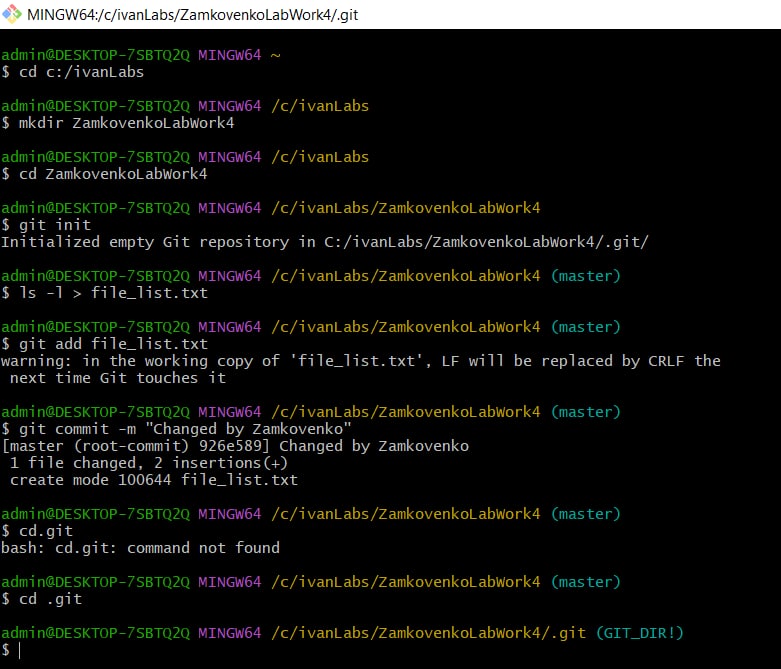 MINGW64:/c/ivanLabs/ZamkovenkoLabWork4/.git
admin@DESKTOP-7SBTQ2Q MINGW64 ~
$ cd c:/ivanLabs
admin@DESKTOP-7SBTQ2Q MINGW64 /c/ivanLabs
$ mkdir ZamkovenkoLabWork4
admin@DESKTOP-7SBTQ2Q MINGW64 /c/ivanLabs
$ cd ZamkovenkoLabWork4
admin@DESKTOP-7SBTQ2Q MINGW64 /c/ivanLabs/ZamkovenkoLabWork4
$ git init
Initialized empty Git repository in C:/ivanLabs/ZamkovenkoLabWork4/.git/
admin@DESKTOP-7SBTQ2Q MINGW64 /c/ivanLabs/ZamkovenkoLabWork4 (master)
$ ls -l > file_list.txt
admin@DESKTOP-7SBTQ2Q MINGW64 /c/ivanLabs/ZamkovenkoLabWork4 (master)
$ git add file_list.txt
warning: in the working copy of 'file_list.txt', LF will be replaced by CRLF the
 next time Git touches it
admin@DESKTOP-7SBTQ2Q MINGW64 /c/ivanLabs/ZamkovenkoLabWork4 (master)
$ git commit -m "Changed by Zamkovenko"
[master (root-commit) 926e589] Changed by Zamkovenko
 1 file changed, 2 insertions(+)
 create mode 100644 file_list.txt
admin@DESKTOP-7SBTQ2Q MINGW64 /c/ivanLabs/ZamkovenkoLabWork4 (master)
$ cd.git
bash: cd.git: command not found
admin@DESKTOP-7SBTQ2Q MINGW64 /c/ivanLabs/ZamkovenkoLabWork4 (master)
$ cd .git
admin@DESKTOP-7SBTQ2Q MINGW64 /c/ivanLabs/ZamkovenkoLabWork4/.git (GIT_DIR!)
$